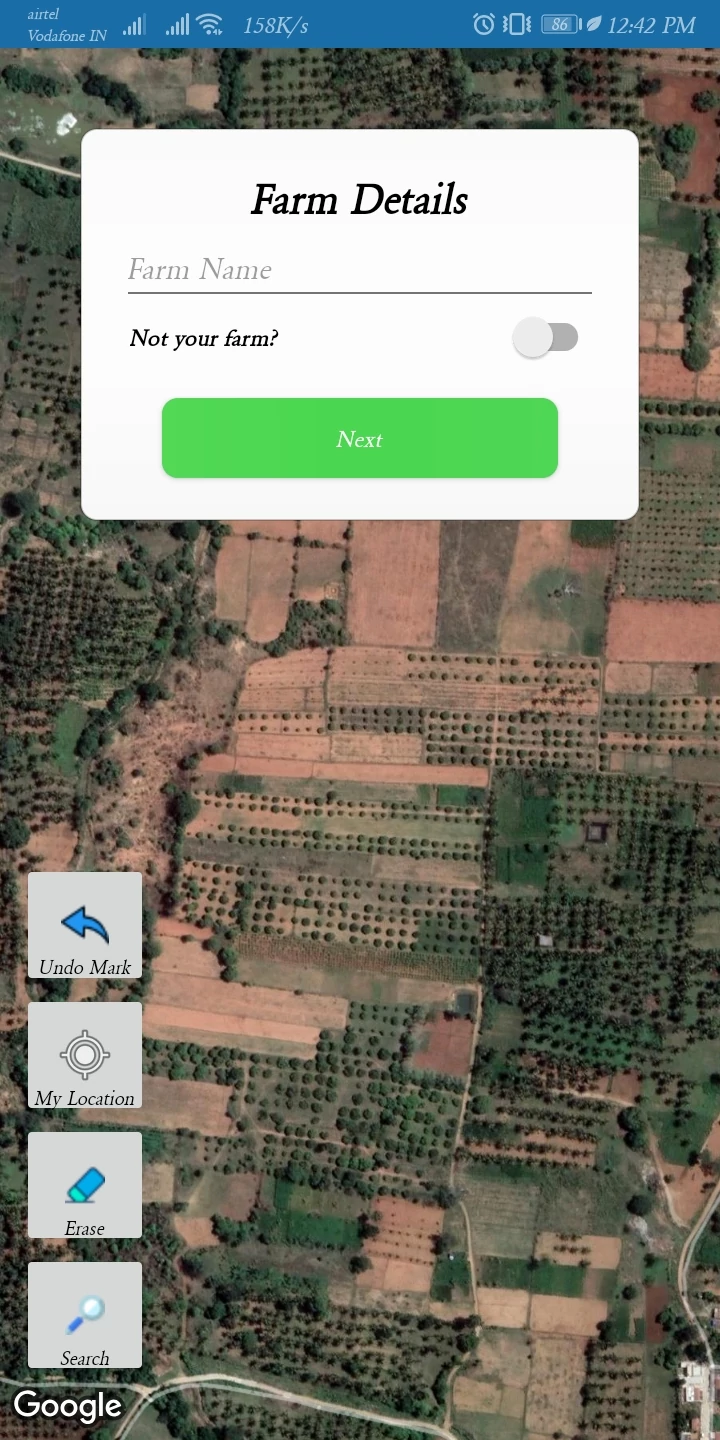 airtel
Vodafone IN
158K/s
86
12:42 PM
Farm Details
Farm Name
Not your farm?
Next
Undo Mark
My Location
Erase
Search
Google